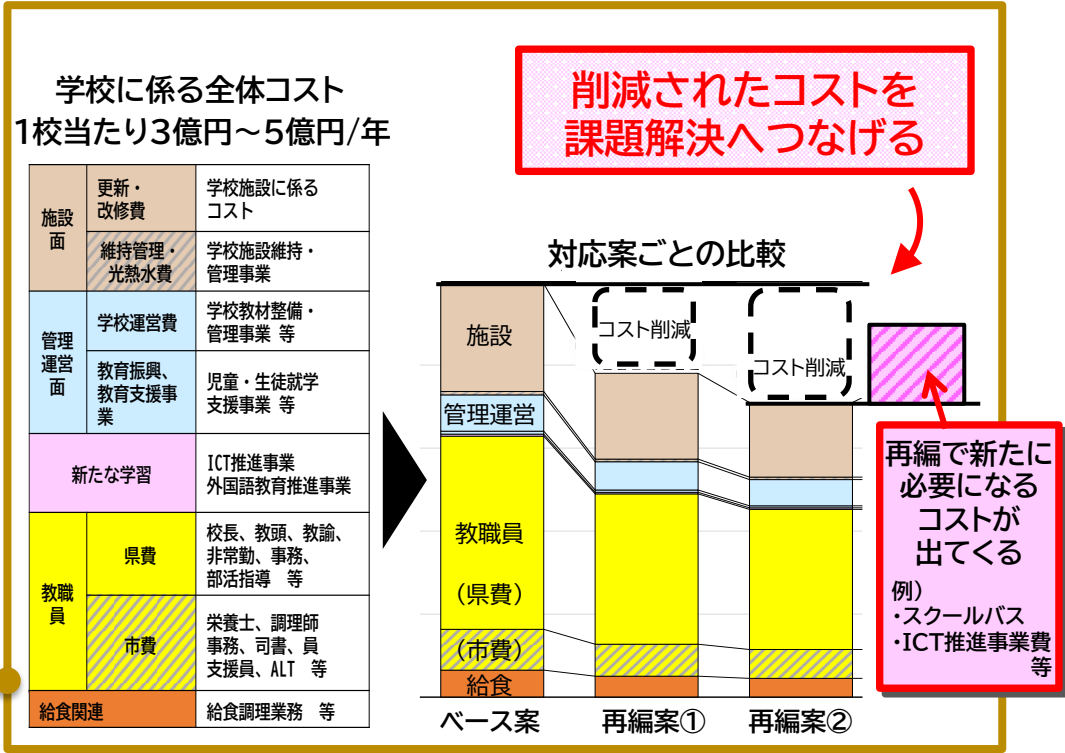 学校に係る全体コスト
1校当たり3億円～5億円/年
削減されたコストを
課題解決へつなげる
施設
面
更新・
改修費
学校施設に係る
コスト
維持管理・
光熱水費
学校施設維持・
管理事業
管理
運営
面
学校運営費
学校教材整備・
管理事業 等
教育振興、
教育支援事
業
児童・生徒就学
支援事業 等
新たな学習
ICT推進事業
外国語教育推進事業
教職
員
県費
校長、教頭、教諭、
非常勤、事務、
部活指導 等
市費
栄養士、調理師
事務、司書、員
支援員、ALT 等
給食関連
給食調理業務 等
対応案ごとの比較
施設
管理運営
教職員
（県費）
（市費）
給食
コスト削減
コスト削減
ベース案
再編案①
再編案②
再編で新たに
必要になる
コストが
出てくる
例）
・スクールバス
・ICT推進事業費
等